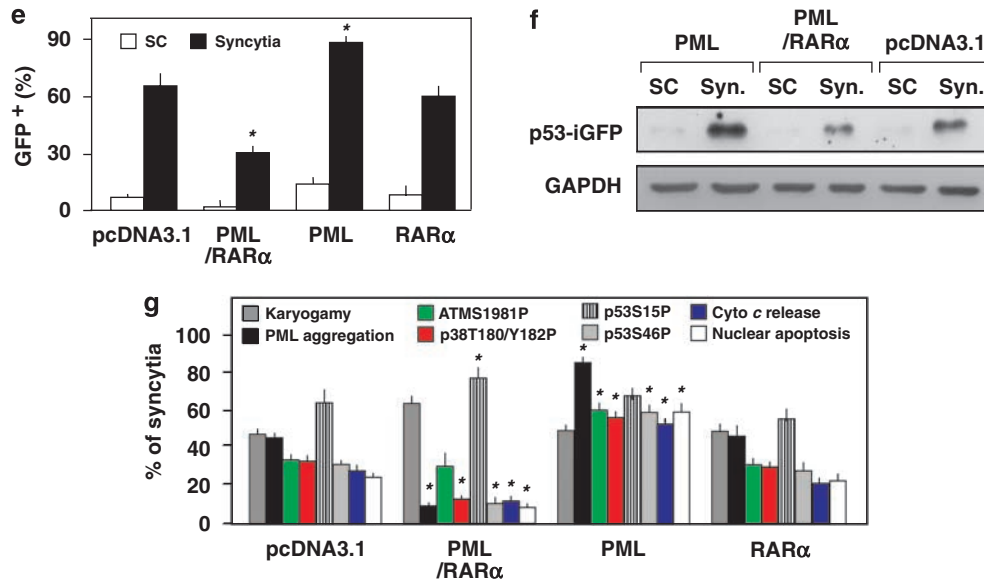 e
GFP + (%)
90
60
30
0
SC
Syncytia
*
*
pcDNA3.1
PML
/RARα
PML
RARα
f
PML
PML
/RARα
pcDNA3.1
SC Syn. SC Syn. SC Syn.
p53-iGFP
GAPDH
g
% of syncytia
100
80
60
40
20
0
Karyogamy
ATMS1981P
p53S15P
Cyto c release
PML aggregation
p38T180/Y182P
p53S46P
Nuclear apoptosis
* * * * * *
* * * * * *
pcDNA3.1
PML
/RARα
PML
RARα